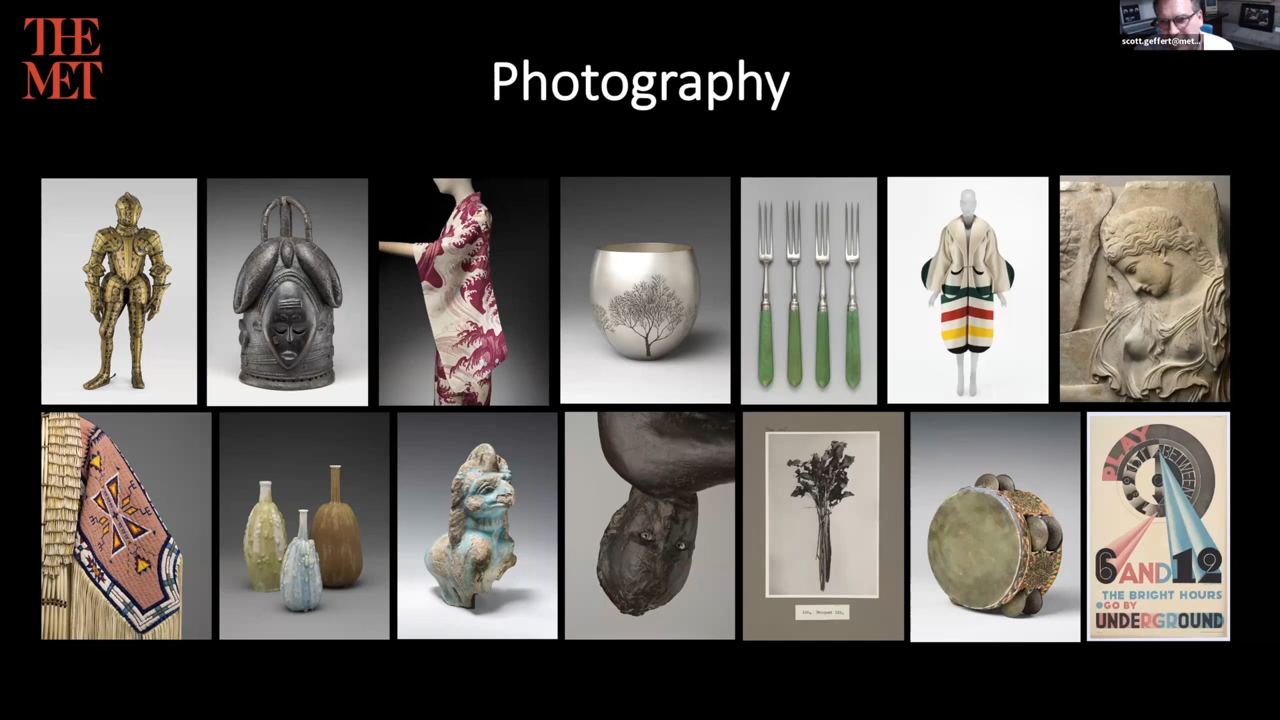 THE
MET
scott.geffert@met...
Photography
PLAY
BETWEEN
6 AND 12
THE BRIGHT HOURS
GO BY
UNDERGROUND